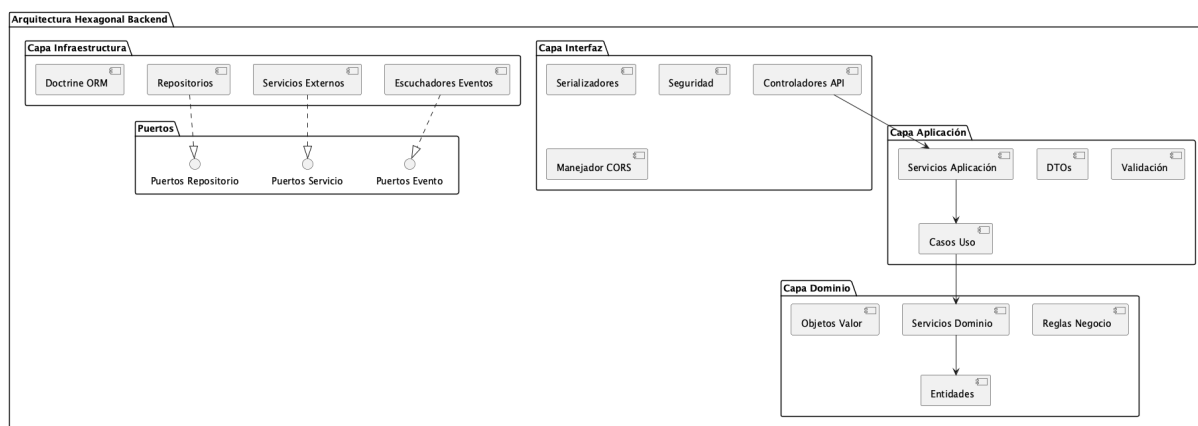 Arquitectura Hexagonal Backend
Capa Infraestructura
Doctrine ORM
Repositorios
Servicios Externos
Escuchadores Eventos
Puertos
Puertos Repositorio
Puertos Servicio
Puertos Evento
Capa Interfaz
Serializadores
Seguridad
Controladores API
Manejador CORS
Capa Aplicación
Servicios Aplicación
DTOs
Validación
Casos Uso
Capa Dominio
Objetos Valor
Servicios Dominio
Reglas Negocio
Entidades